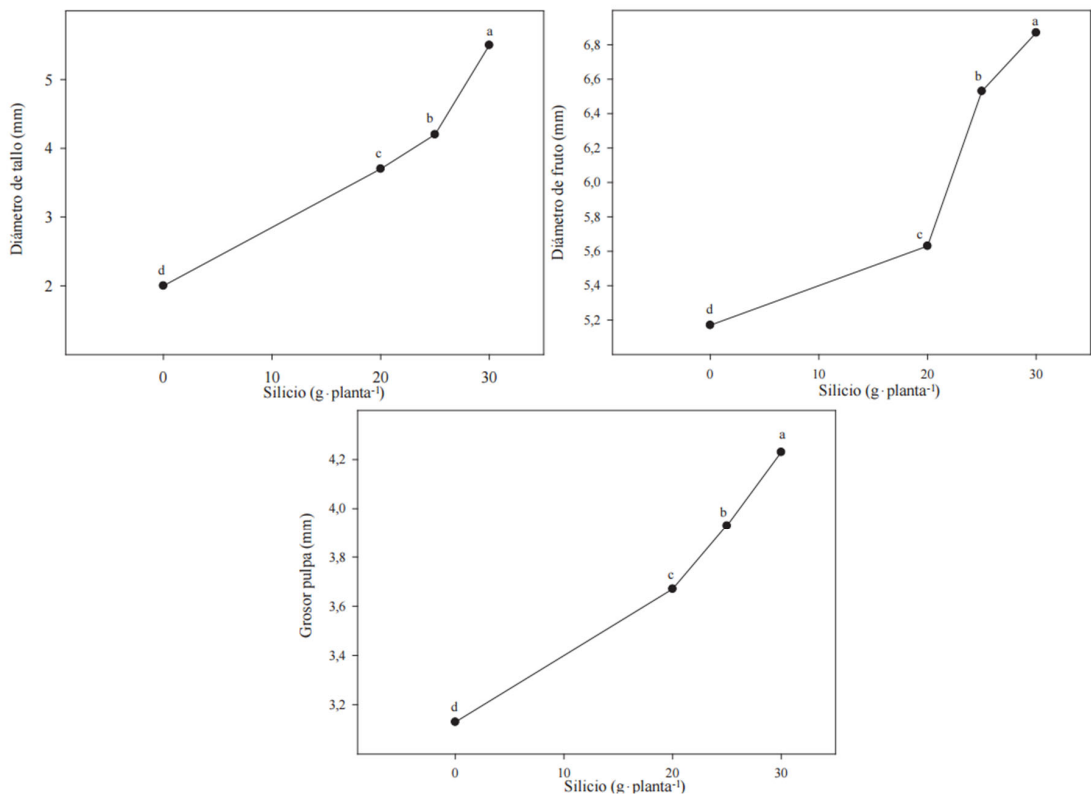 a
5
b
4
c
3
d
2
0
10
20
30
Diámetro de tallo (mm)
Silicio (g·planta⁻¹)
a
6,8
b
6,6
6,4
6,2
6,0
5,8
c
5,6
5,4
d
5,2
0
10
20
30
Diámetro de fruto (mm)
Silicio (g·planta⁻¹)
a
4,2
4,0
b
3,8
c
3,6
3,4
d
3,2
0
10
20
30
Grosor pulpa (mm)
Silicio (g·planta⁻¹)